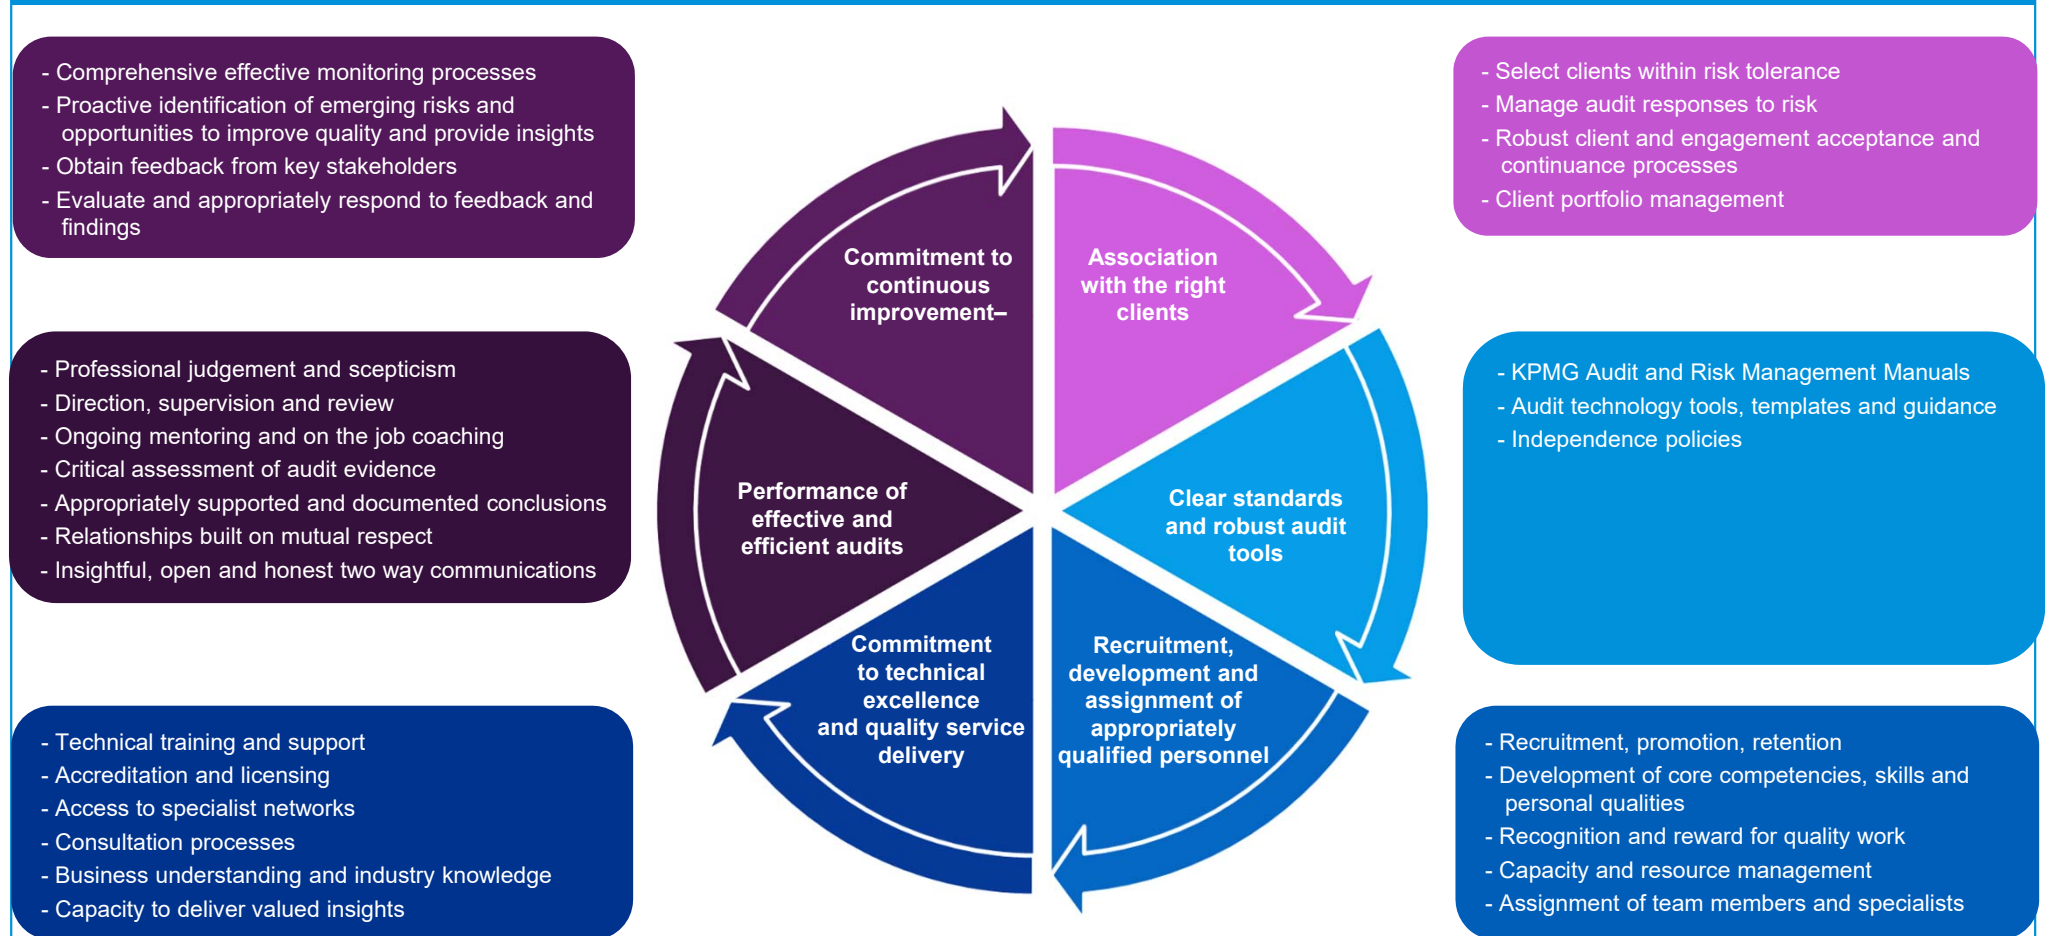 - Comprehensive effective monitoring processes
- Proactive identification of emerging risks and
opportunities to improve quality and provide insights
- Obtain feedback from key stakeholders
- Evaluate and appropriately respond to feedback and
findings
- Professional judgement and scepticism
- Direction, supervision and review
- Ongoing mentoring and on the job coaching
- Critical assessment of audit evidence
- Appropriately supported and documented conclusions
- Relationships built on mutual respect
- Insightful, open and honest two way communications
- Technical training and support
- Accreditation and licensing
- Access to specialist networks
- Consultation processes
- Business understanding and industry knowledge
- Capacity to deliver valued insights
Commitment to
continuous
improvement–
Association
with the right
clients
Performance of
effective and
efficient audits
Clear standards
and robust audit
tools
Commitment
to technical
excellence
and quality service
delivery
Recruitment,
development and
assignment of
appropriately
qualified personnel
- Select clients within risk tolerance
- Manage audit responses to risk
- Robust client and engagement acceptance and
continuance processes
- Client portfolio management
- KPMG Audit and Risk Management Manuals
- Audit technology tools, templates and guidance
- Independence policies
- Recruitment, promotion, retention
- Development of core competencies, skills and
personal qualities
- Recognition and reward for quality work
- Capacity and resource management
- Assignment of team members and specialists